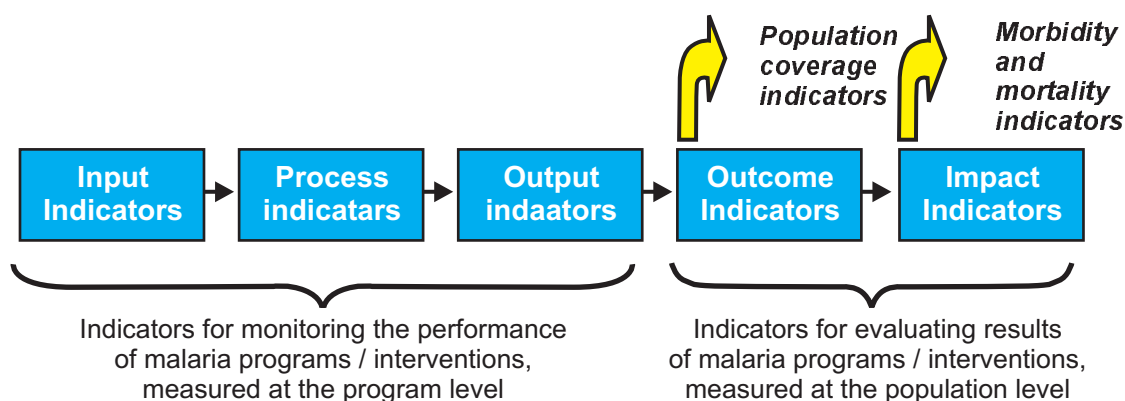 Population
coverage
indicators
Morbidity
and
mortality
indicators
Input
Indicators
Process
indicatars
Output
indaators
Outcome
Indicators
Impact
Indicators
Indicators for monitoring the performance
of malaria programs / interventions,
measured at the program level
Indicators for evaluating results
of malaria programs / interventions,
measured at the population level